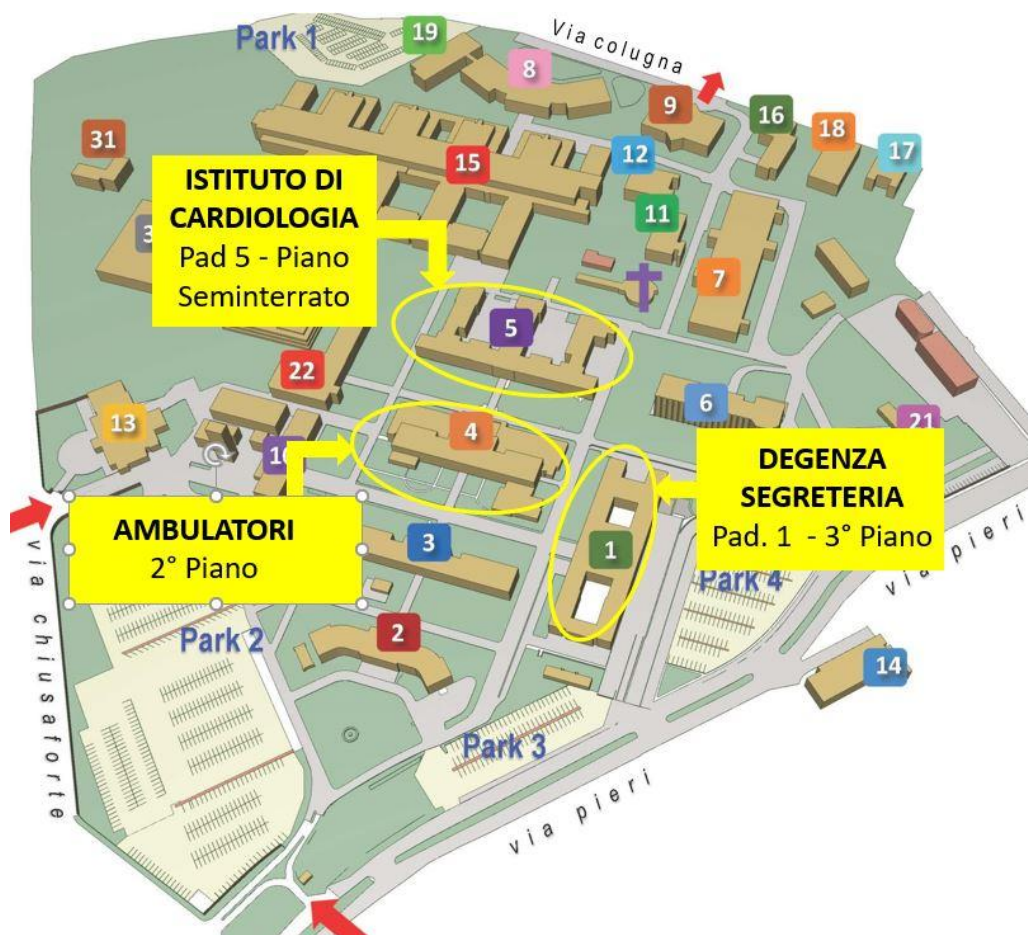 Park 1
19
Via colugna
8
9
16
18
17
31
15
12
11
ISTITUTO DI
CARDIOLOGIA
Pad 5 - Piano
Seminterrato
3
7
5
22
6
13
4
21
DEGENZA
SEGRETERIA
Pad. 1 - 3° Piano
AMBULATORI
2° Piano
3
1
Park 4
via pieri
via chiusaforte
Park 2
2
14
Park 3
via pieri